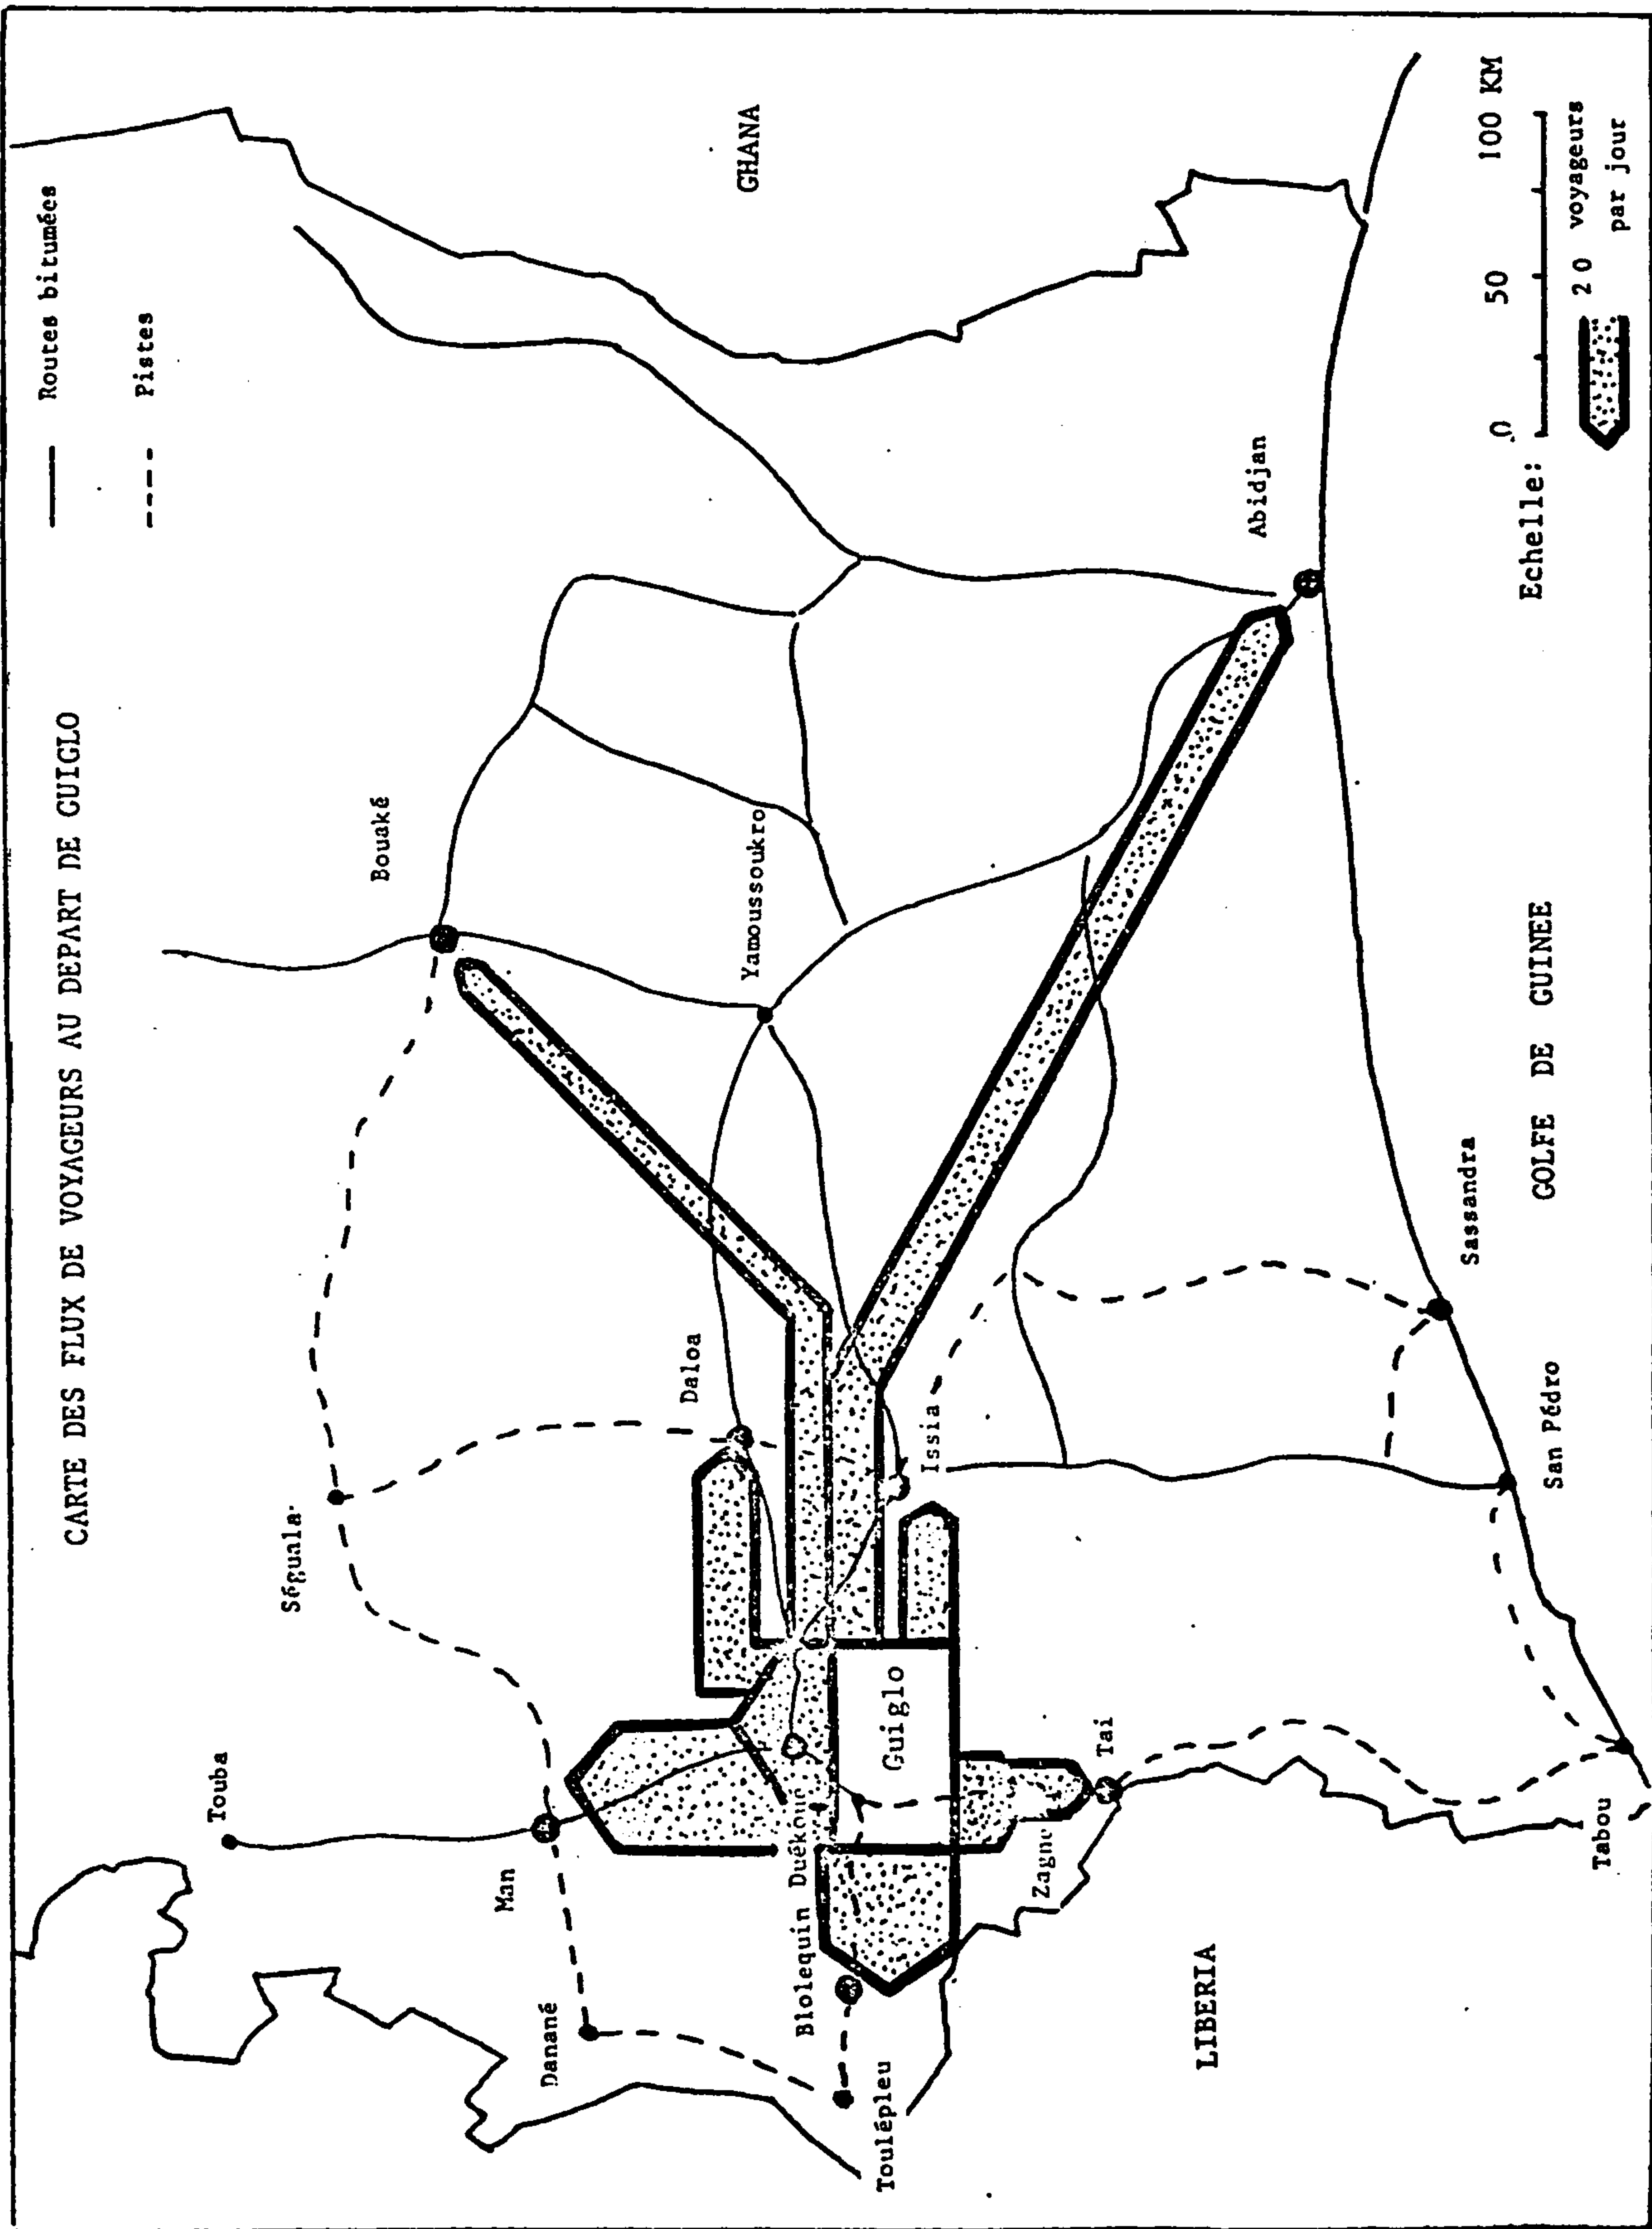 CARTE DES FLUX DE VOYAGEURS AU DEPART DE GUIGLO
Routes bitumées
Pistes
Touba
Séguala
Bouaké
GHANA
Man
Danané
Daloa
Yamoussoukro
Blolequin
Duékoué
Toulépleu
Guiglo
Issia
Zagne
Tai
LIBERIA
Abidjan
Sassandra
San Pédro
Tabou
GOLFE DE GUINEE
Echelle:
0 50 100 KM
20 voyageurs
par jour